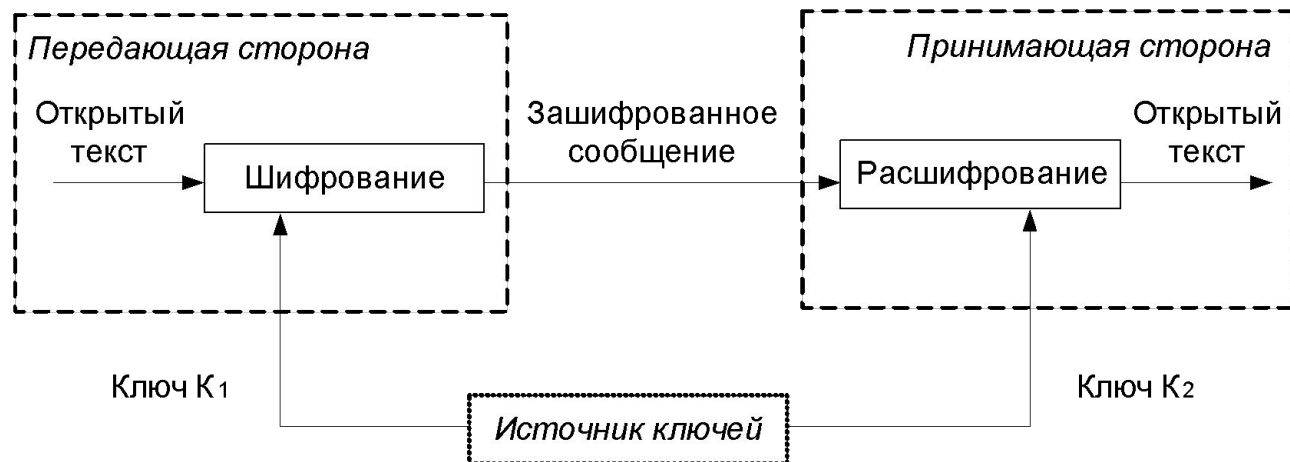 Передающая сторона
Принимающая сторона
Открытый
текст
Шифрование
Зашифрованное
сообщение
Расшифрование
Открытый
текст
Ключ К1
Источник ключей
Ключ К2